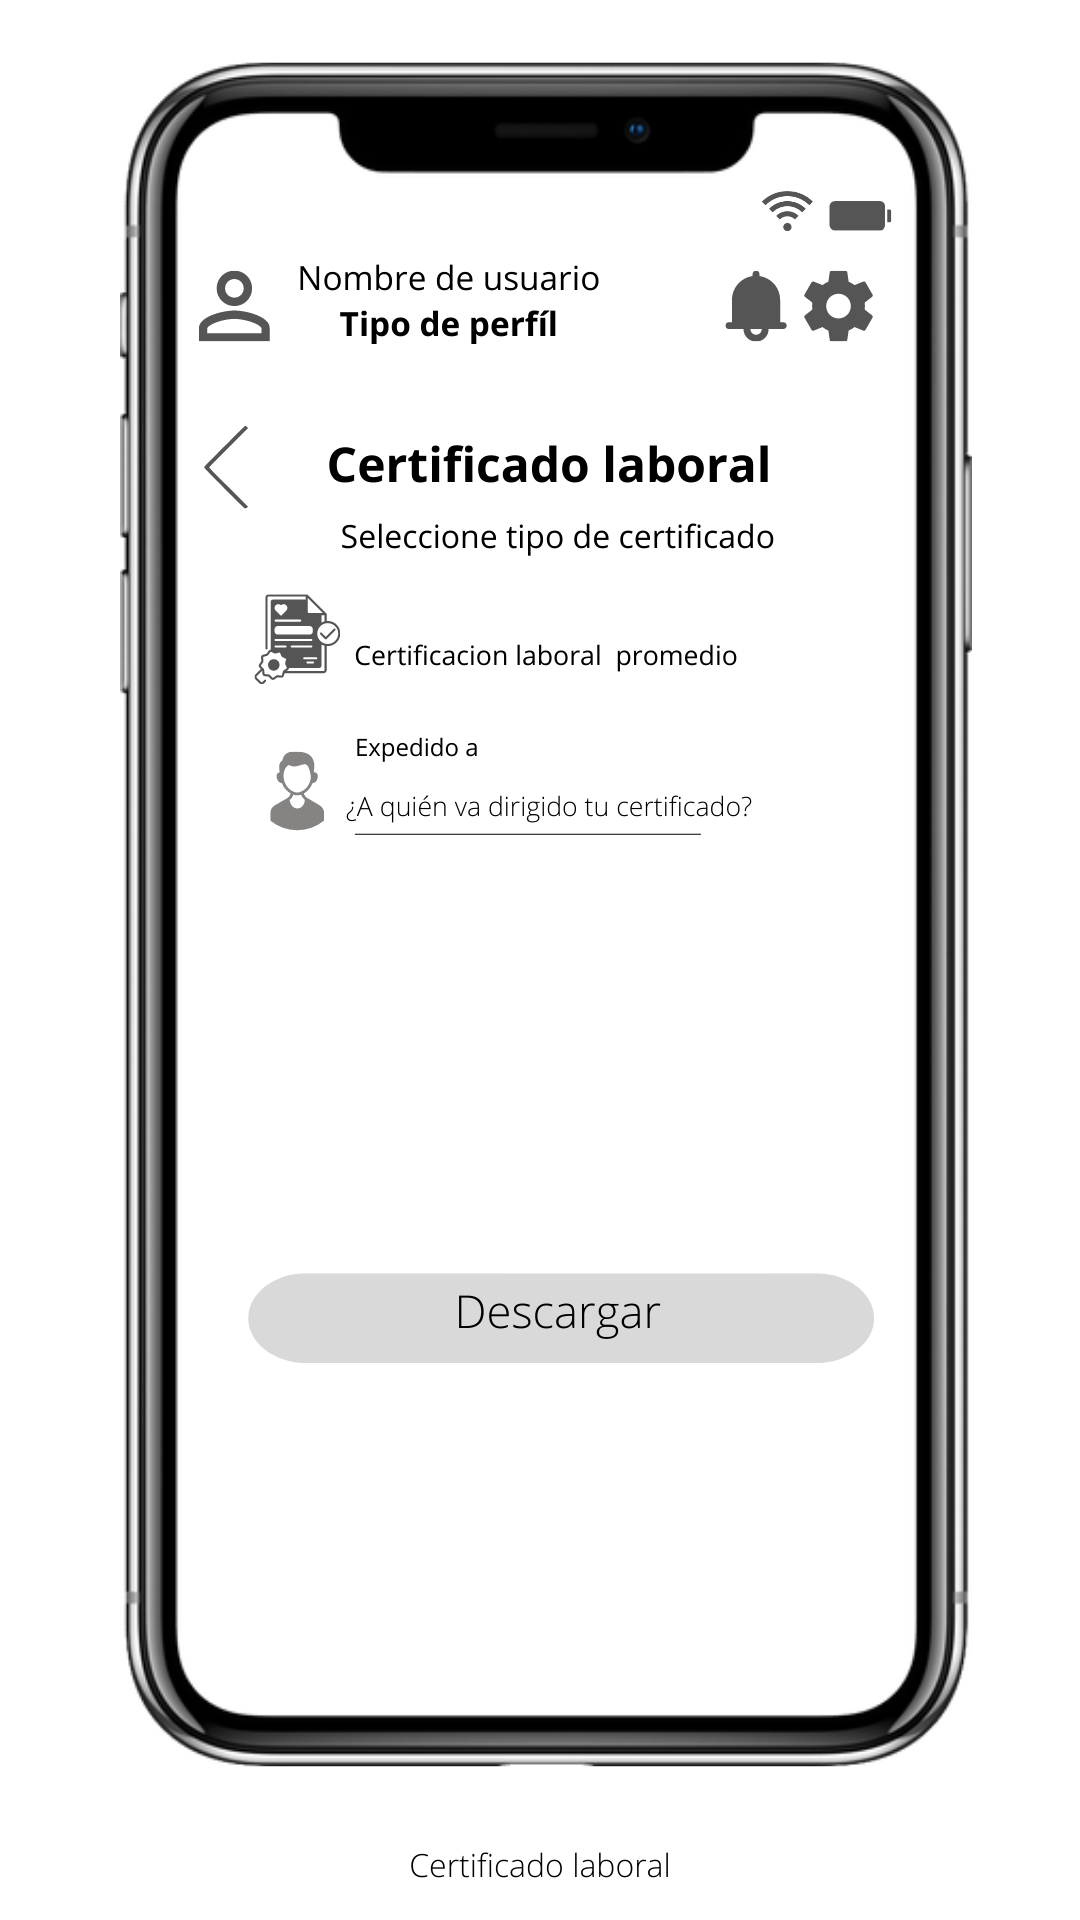 Nombre de usuario
Tipo de perfíl
Certificado laboral
Seleccione tipo de certificado
Certificacion laboral  promedio
Expedido a
¿A quién va dirigido tu certificado?
Descargar
Certificado laboral